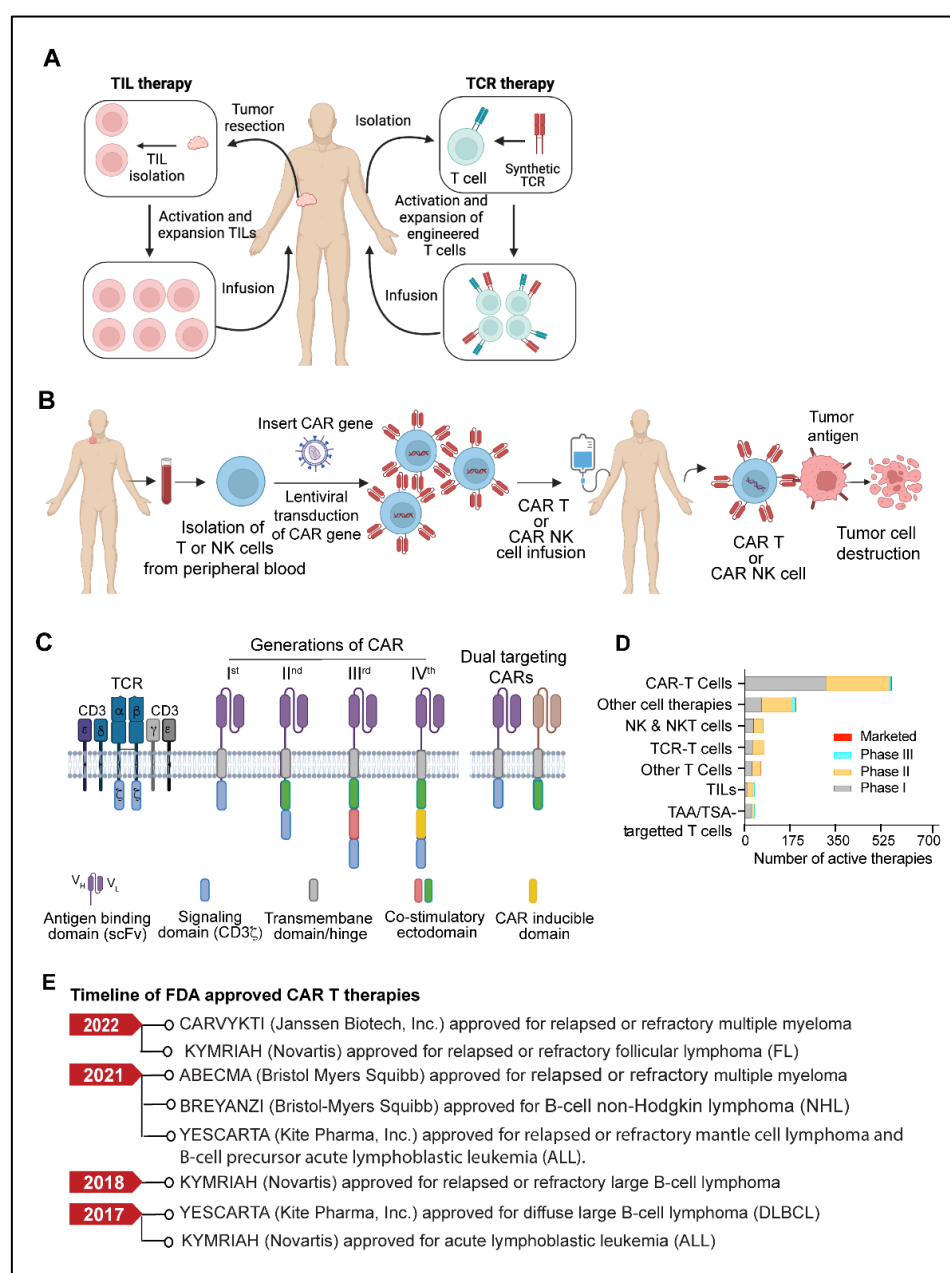 A
TIL therapy
TCR therapy
Tumor
resection
Isolation
TIL
isolation
T cell
Synthetic
TCR
Activation and
expansion TILs
Activation and
expansion of
engineered
T cells
Infusion
Infusion
B
Insert CAR gene
Lentiviral
transduction
of CAR gene
Isolation of
T or NK cells
from peripheral blood
CAR T
or
CAR NK
cell infusion
Tumor
antigen
CAR T
or
CAR NK cell
Tumor cell
destruction
C
Generations of CAR
Ist
IInd
IIIrd
IVth
Dual targeting
CARs
TCR
CD3
CD3
ε
δ
α
β
γ
ε
ζ
ζ
VH
VL
Antigen binding
domain (scFv)
Signaling
domain (CD3ζ)
Transmembane
domain/hinge
Co-stimulatory
ectodomain
CAR inducible
domain
D
CAR-T Cells
Other cell therapies
NK & NKT cells
TCR-T cells
Other T Cells
TILs
TAA/TSA-
targetted T cells
Marketed
Phase III
Phase II
Phase I
0 175 350 525 700
Number of active therapies
E
Timeline of FDA approved CAR T therapies
2022
CARVYKTI (Janssen Biotech, Inc.) approved for relapsed or refractory multiple myeloma
KYMRIAH (Novartis) approved for relapsed or refractory follicular lymphoma (FL)
2021
ABECMA (Bristol Myers Squibb) approved for relapsed or refractory multiple myeloma
BREYANZI (Bristol-Myers Squibb) approved for B-cell non-Hodgkin lymphoma (NHL)
YESCARTA (Kite Pharma, Inc.) approved for relapsed or refractory mantle cell lymphoma and
B-cell precursor acute lymphoblastic leukemia (ALL).
2018
KYMRIAH (Novartis) approved for relapsed or refractory large B-cell lymphoma
2017
YESCARTA (Kite Pharma, Inc.) approved for diffuse large B-cell lymphoma (DLBCL)
KYMRIAH (Novartis) approved for acute lymphoblastic leukemia (ALL)